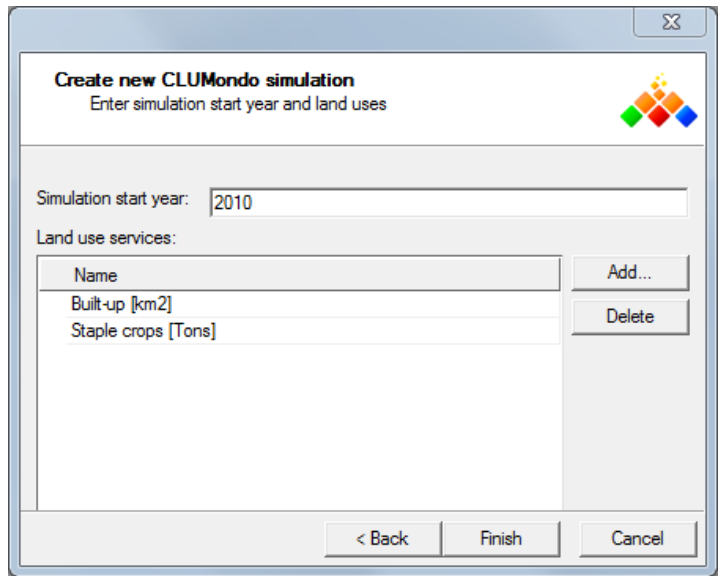 Create new CLUMondo simulation
Enter simulation start year and land uses
Simulation start year: 2010
Land use services:
Name
Add...
Built-up [km2]
Delete
Staple crops [Tons]
< Back Finish Cancel